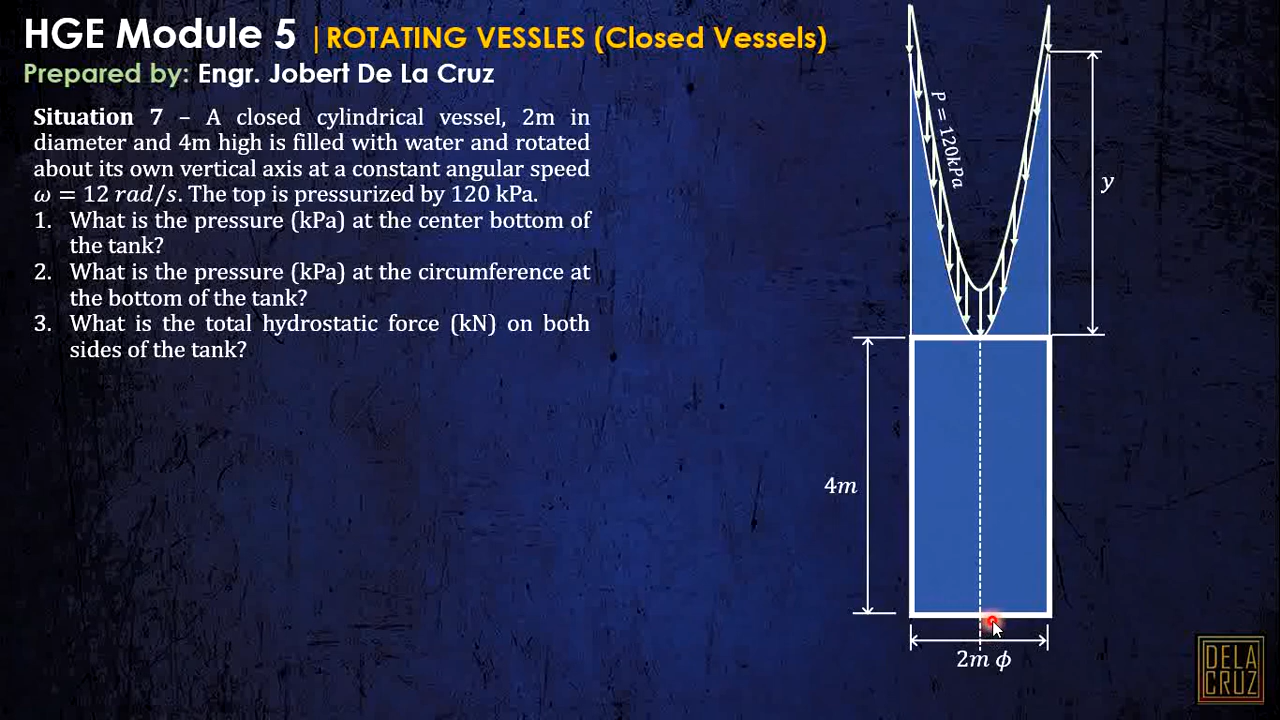 HGE Module 5 | ROTATING VESSLES (Closed Vessels)
Prepared by: Engr. Jobert De La Cruz
Situation 7 – A closed cylindrical vessel, 2m in
diameter and 4m high is filled with water and rotated
about its own vertical axis at a constant angular speed
ω = 12 rad/s. The top is pressurized by 120 kPa.
1. What is the pressure (kPa) at the center bottom of
the tank?
2. What is the pressure (kPa) at the circumference at
the bottom of the tank?
3. What is the total hydrostatic force (kN) on both
sides of the tank?
P = 120kPa
y
4m
2m ϕ
DELA
CRUZ